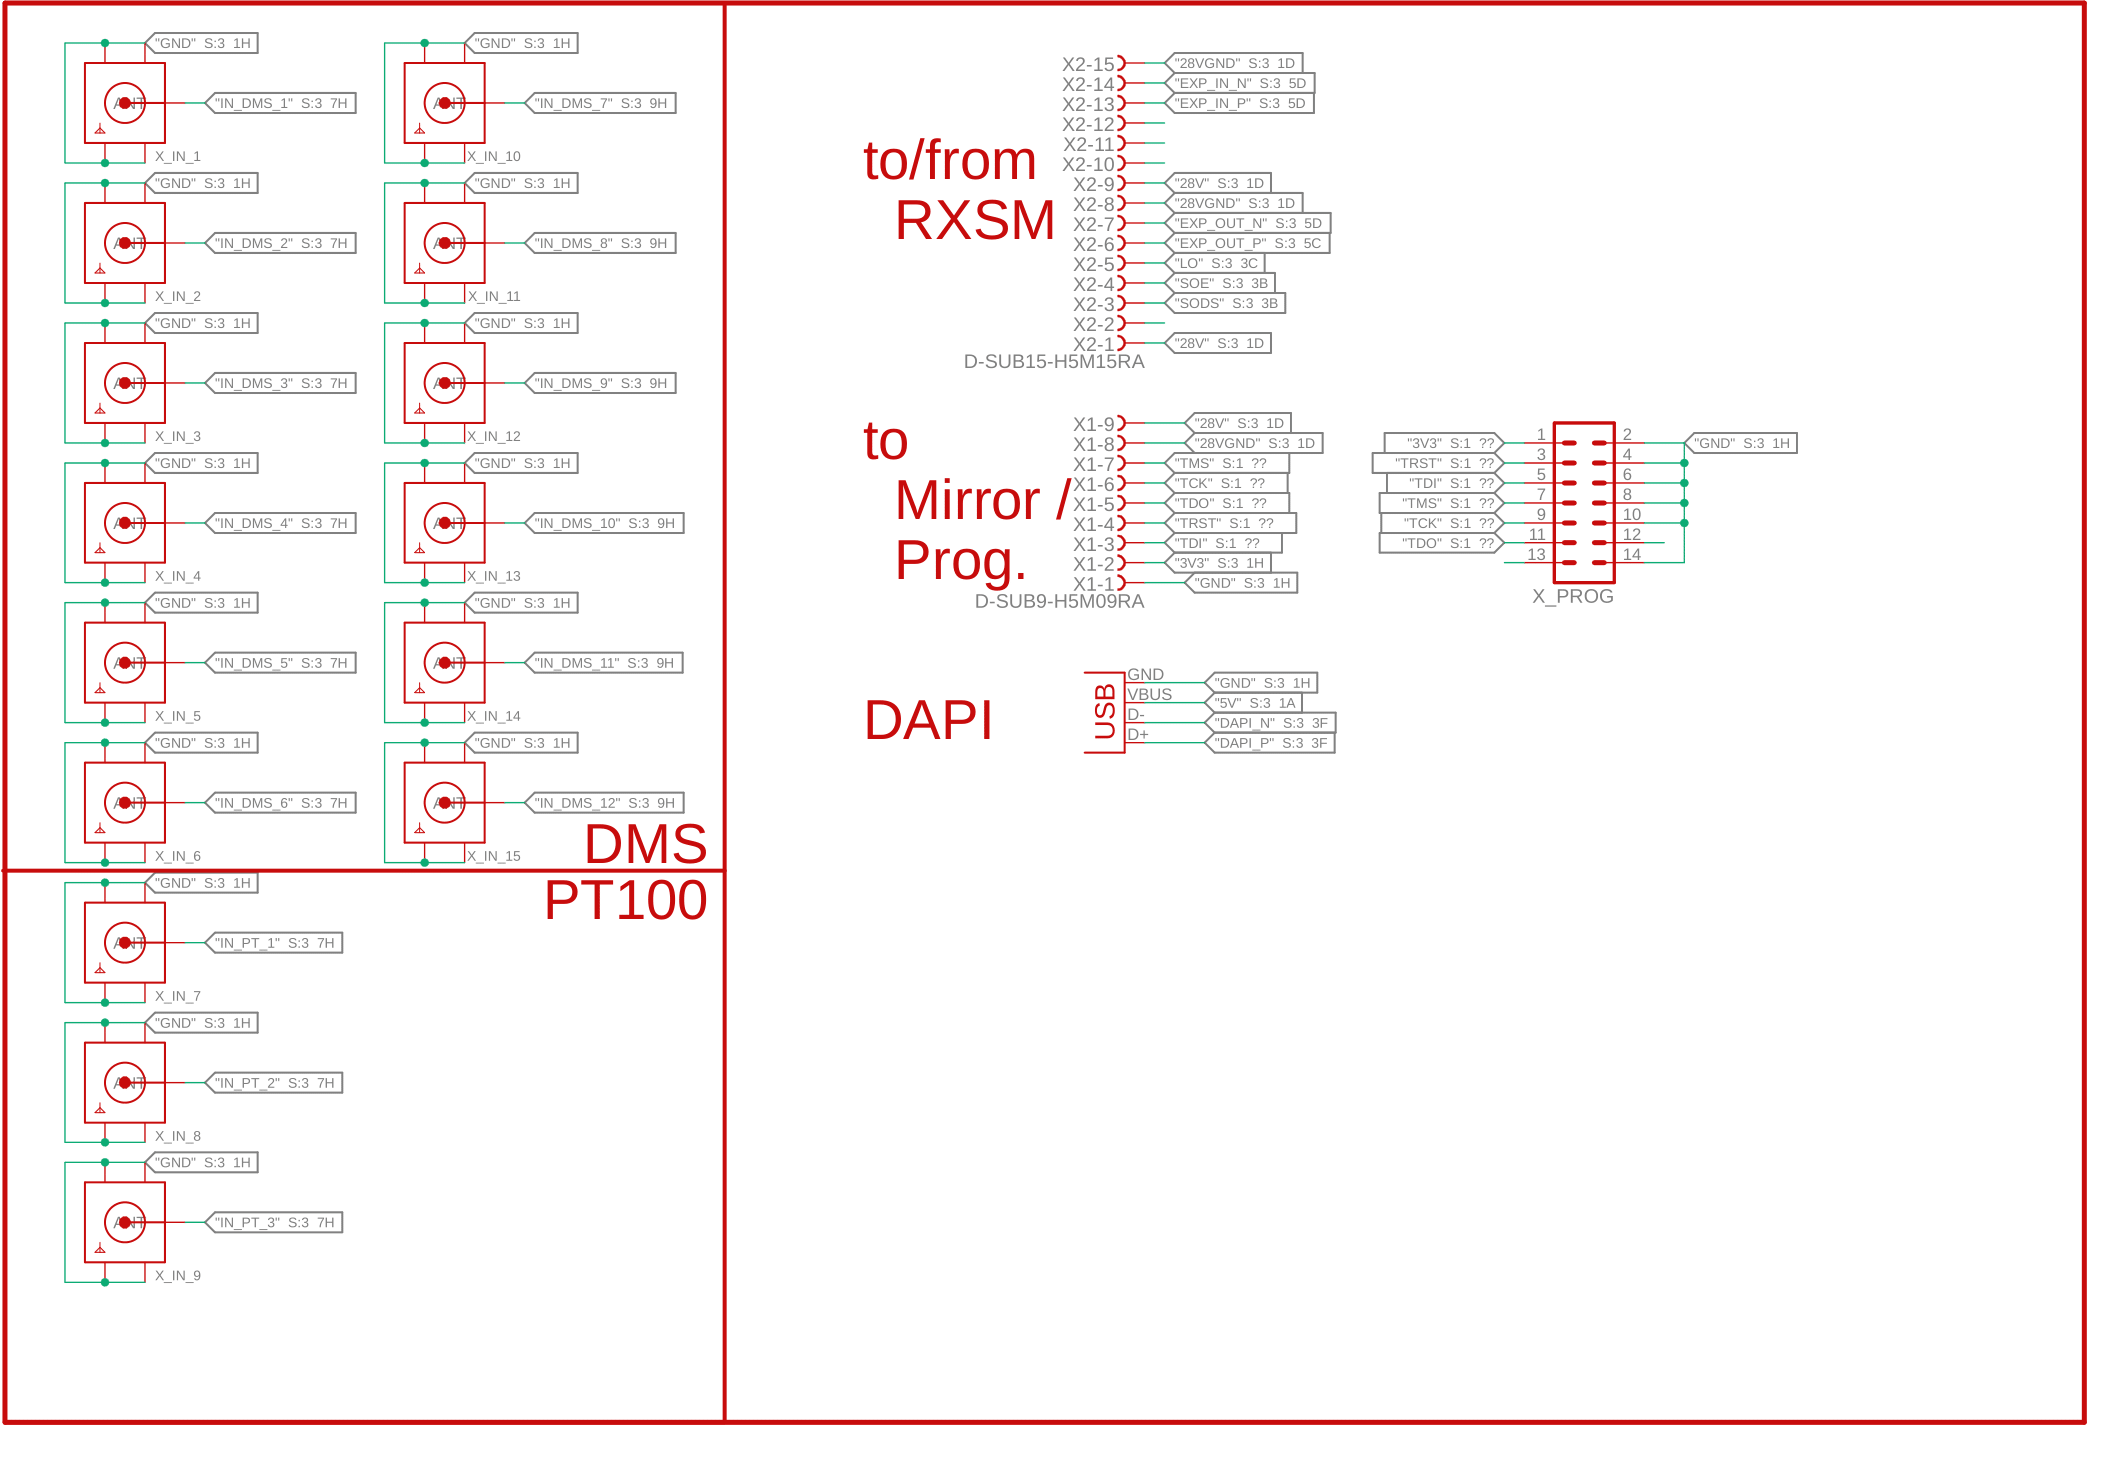 "GND" S:3 1H
ANT
"IN_DMS_1" S:3 7H
X_IN_1
"GND" S:3 1H
ANT
"IN_DMS_2" S:3 7H
X_IN_2
"GND" S:3 1H
ANT
"IN_DMS_3" S:3 7H
X_IN_3
"GND" S:3 1H
ANT
"IN_DMS_4" S:3 7H
X_IN_4
"GND" S:3 1H
ANT
"IN_DMS_5" S:3 7H
X_IN_5
"GND" S:3 1H
ANT
"IN_DMS_6" S:3 7H
X_IN_6
"GND" S:3 1H
ANT
"IN_DMS_7" S:3 9H
X_IN_10
"GND" S:3 1H
ANT
"IN_DMS_8" S:3 9H
X_IN_11
"GND" S:3 1H
ANT
"IN_DMS_9" S:3 9H
X_IN_12
"GND" S:3 1H
ANT
"IN_DMS_10" S:3 9H
X_IN_13
"GND" S:3 1H
ANT
"IN_DMS_11" S:3 9H
X_IN_14
"GND" S:3 1H
ANT
"IN_DMS_12" S:3 9H
X_IN_15
DMS
PT100
"GND" S:3 1H
ANT
"IN_PT_1" S:3 7H
X_IN_7
"GND" S:3 1H
ANT
"IN_PT_2" S:3 7H
X_IN_8
"GND" S:3 1H
ANT
"IN_PT_3" S:3 7H
X_IN_9
to/from
RXSM
X2-15 "28VGND" S:3 1D
X2-14 "EXP_IN_N" S:3 5D
X2-13 "EXP_IN_P" S:3 5D
X2-12
X2-11
X2-10
X2-9 "28V" S:3 1D
X2-8 "28VGND" S:3 1D
X2-7 "EXP_OUT_N" S:3 5D
X2-6 "EXP_OUT_P" S:3 5C
X2-5 "LO" S:3 3C
X2-4 "SOE" S:3 3B
X2-3 "SODS" S:3 3B
X2-2
X2-1 "28V" S:3 1D
D-SUB15-H5M15RA
to
Mirror /
Prog.
X1-9 "28V" S:3 1D
X1-8 "28VGND" S:3 1D
X1-7 "TMS" S:1 ??
X1-6 "TCK" S:1 ??
X1-5 "TDO" S:1 ??
X1-4 "TRST" S:1 ??
X1-3 "TDI" S:1 ??
X1-2 "3V3" S:3 1H
X1-1 "GND" S:3 1H
D-SUB9-H5M09RA
"3V3" S:1 ?? 1 2 "GND" S:3 1H
"TRST" S:1 ?? 3 4
"TDI" S:1 ?? 5 6
"TMS" S:1 ?? 7 8
"TCK" S:1 ?? 9 10
"TDO" S:1 ?? 11 12
13 14
X_PROG
DAPI
USB
GND "GND" S:3 1H
VBUS "5V" S:3 1A
D- "DAPI_N" S:3 3F
D+ "DAPI_P" S:3 3F